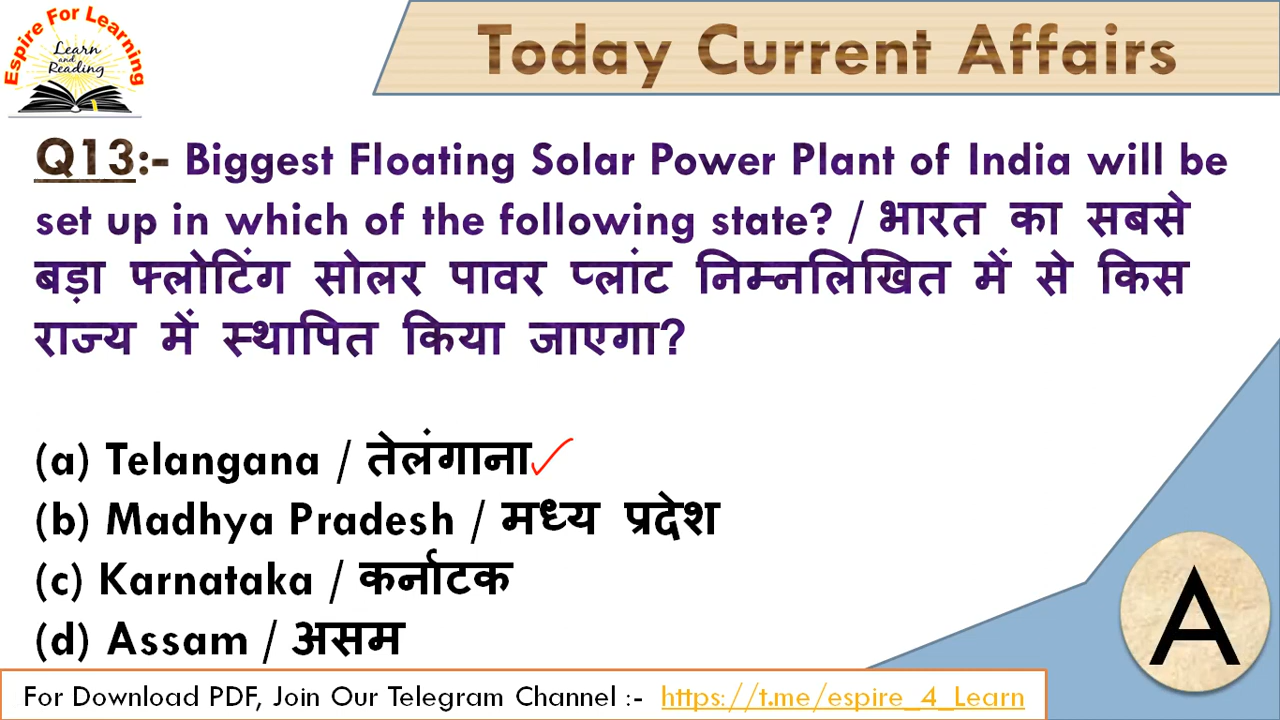 Espire For Learning
Learn
and
Reading
Today Current Affairs
Q13:- Biggest Floating Solar Power Plant of India will be
set up in which of the following state? / भारत का सबसे
बड़ा फ्लोटिंग सोलर पावर प्लांट निम्नलिखित में से किस
राज्य में स्थापित किया जाएगा?
(a) Telangana / तेलंगाना
(b) Madhya Pradesh / मध्य प्रदेश
(c) Karnataka / कर्नाटक
(d) Assam / असम
A
For Download PDF, Join Our Telegram Channel :- https://t.me/espire_4_Learn